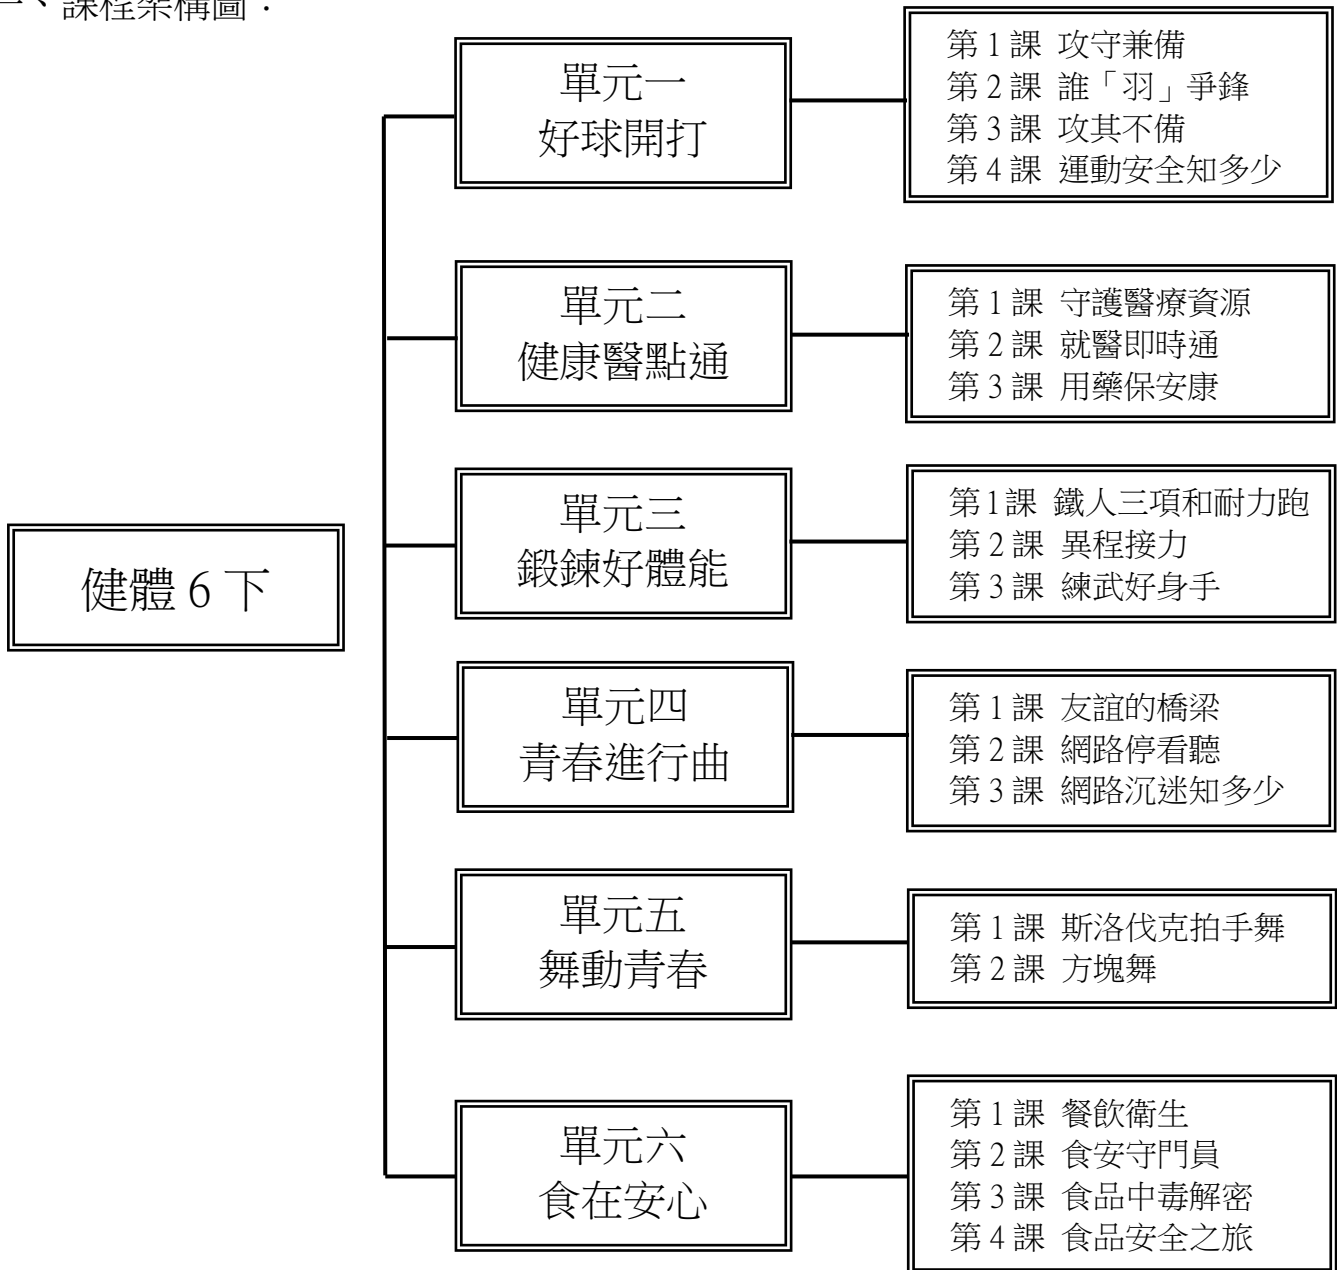 、課程架構圖：
健體 6 下
單元一
好球開打
第 1 課 攻守兼備
第 2 課 誰「羽」爭鋒
第 3 課 攻其不備
第 4 課 運動安全知多少
單元二
健康醫點通
第 1 課 守護醫療資源
第 2 課 就醫即時通
第 3 課 用藥保安康
單元三
鍛鍊好體能
第 1 課 鐵人三項和耐力跑
第 2 課 異程接力
第 3 課 練武好身手
單元四
青春進行曲
第 1 課 友誼的橋梁
第 2 課 網路停看聽
第 3 課 網路沉迷知多少
單元五
舞動青春
第 1 課 斯洛伐克拍手舞
第 2 課 方塊舞
單元六
食在安心
第 1 課 餐飲衛生
第 2 課 食安守門員
第 3 課 食品中毒解密
第 4 課 食品安全之旅